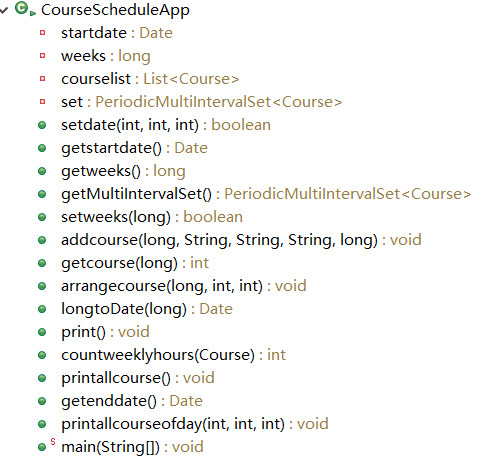 CourseScheduleApp
startdate : Date
weeks : long
courselist : List<Course>
set : PeriodicMultiIntervalSet<Course>
setdate(int, int, int) : boolean
getstartdate() : Date
getweeks() : long
getMultiIntervalSet() : PeriodicMultiIntervalSet<Course>
setweeks(long) : boolean
addcourse(long, String, String, String, long) : void
getcourse(long) : int
arrangecourse(long, int, int) : void
longtoDate(long) : Date
print() : void
countweeklyhours(Course) : int
printallcourse() : void
getenddate() : Date
printallcourseofday(int, int, int) : void
main(String[]) : void